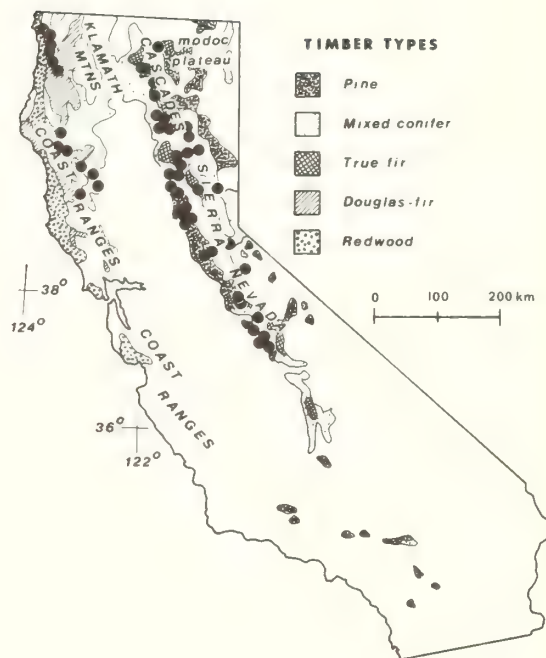 KLAMATH
MTNS
CASCADES
modoc
plateau
COAST
RANGES
SIERRA
NEVADA
38°
124°
COAST
RANGES
36°
122°
TIMBER TYPES
Pine
Mixed conifer
True fir
Douglas-fir
Redwood
0 100 200 km